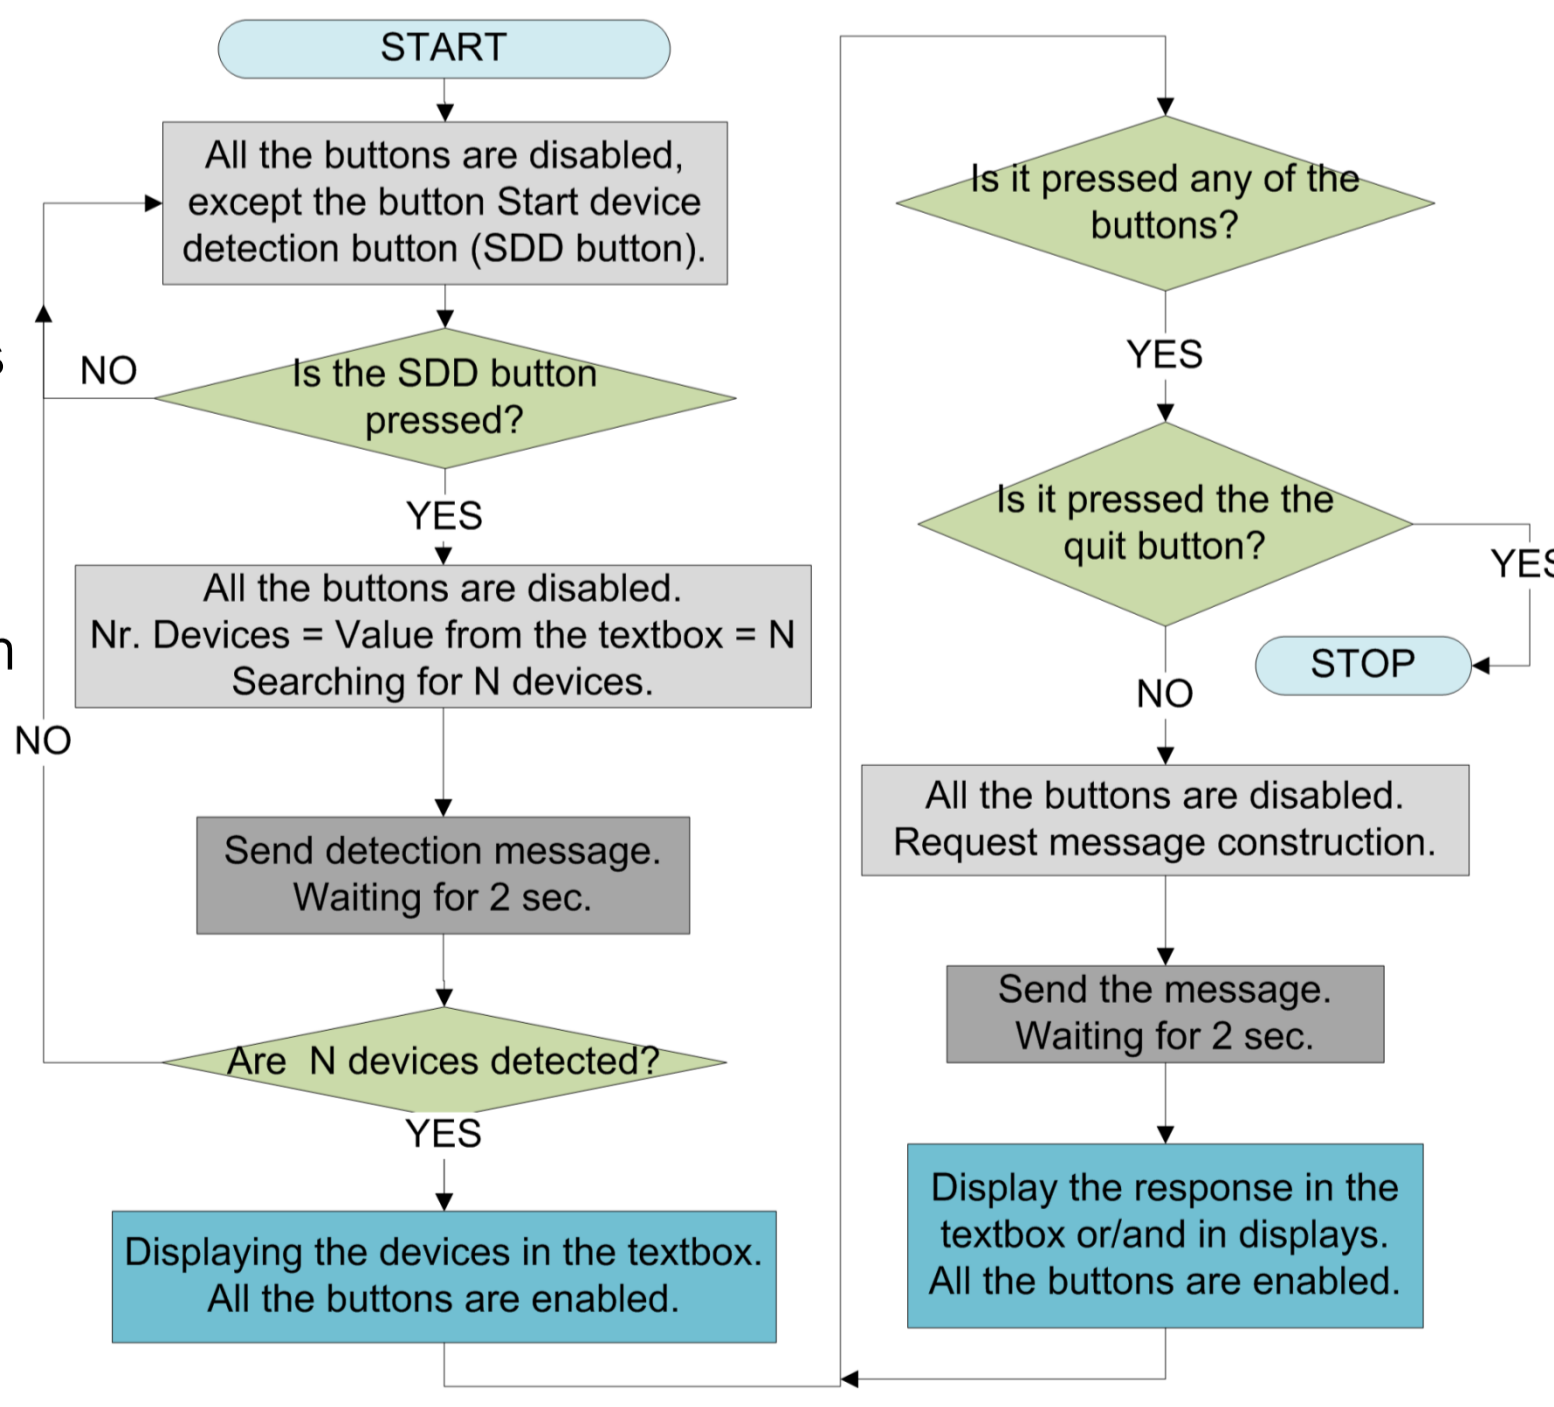 START
All the buttons are disabled,
except the button Start device
detection button (SDD button).
s
NO
Is the SDD button
pressed?
YES
All the buttons are disabled.
Nr. Devices = Value from the textbox = N
Searching for N devices.
n
NO
Send detection message.
Waiting for 2 sec.
Are  N devices detected?
YES
Displaying the devices in the textbox.
All the buttons are enabled.
Is it pressed any of the
buttons?
YES
Is it pressed the the
quit button?
YES
STOP
NO
All the buttons are disabled.
Request message construction.
Send the message.
Waiting for 2 sec.
Display the response in the
textbox or/and in displays.
All the buttons are enabled.